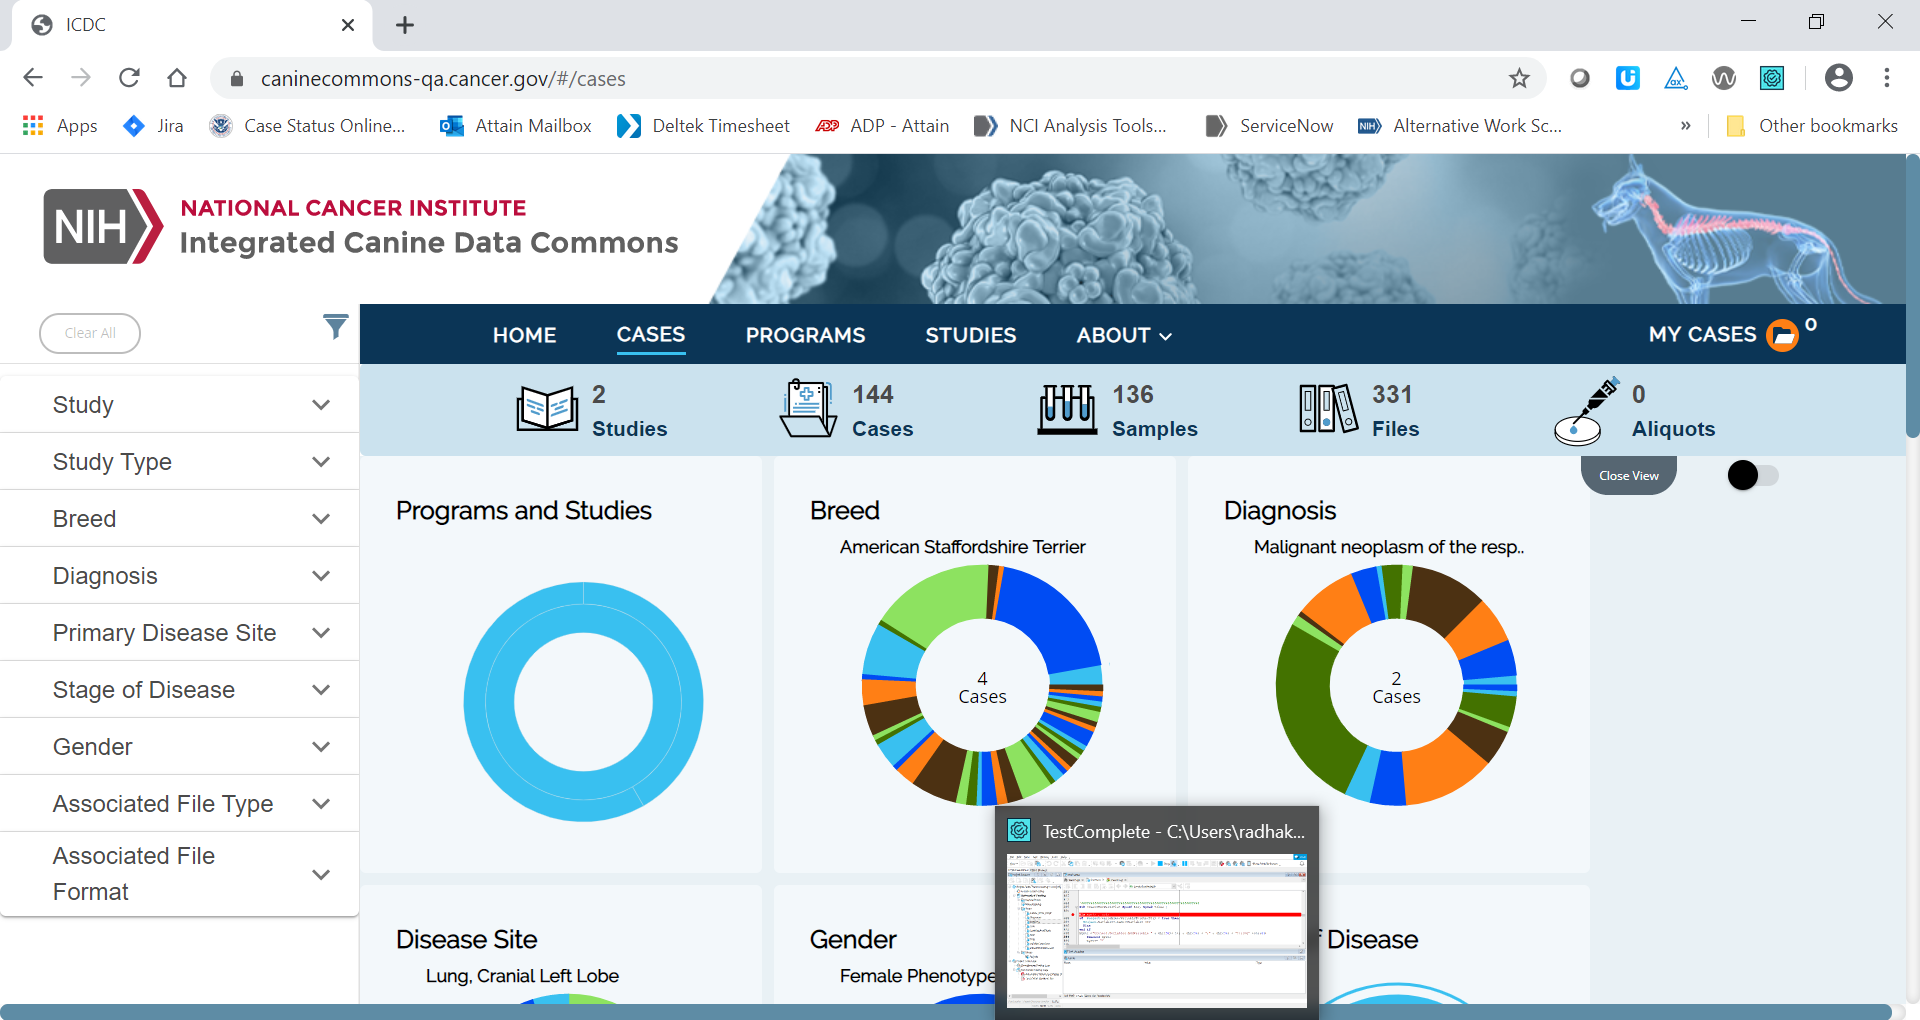 ICDC
caninecommons-qa.cancer.gov/#/cases
Apps
Jira
Case Status Online...
Attain Mailbox
Deltek Timesheet
ADP - Attain
NCI Analysis Tools...
ServiceNow
Alternative Work Sc...
»
Other bookmarks
NIH
NATIONAL CANCER INSTITUTE
Integrated Canine Data Commons
Clear All
HOME
CASES
PROGRAMS
STUDIES
ABOUT
MY CASES
0
2
Studies
144
Cases
136
Samples
331
Files
0
Aliquots
Study
Study Type
Breed
Diagnosis
Primary Disease Site
Stage of Disease
Gender
Associated File Type
Associated File
Format
Close View
Programs and Studies
Breed
American Staffordshire Terrier
4
Cases
Diagnosis
Malignant neoplasm of the resp..
2
Cases
TestComplete - C:\Users\radhak...
Disease Site
Lung, Cranial Left Lobe
Gender
Female Phenotype
f Disease